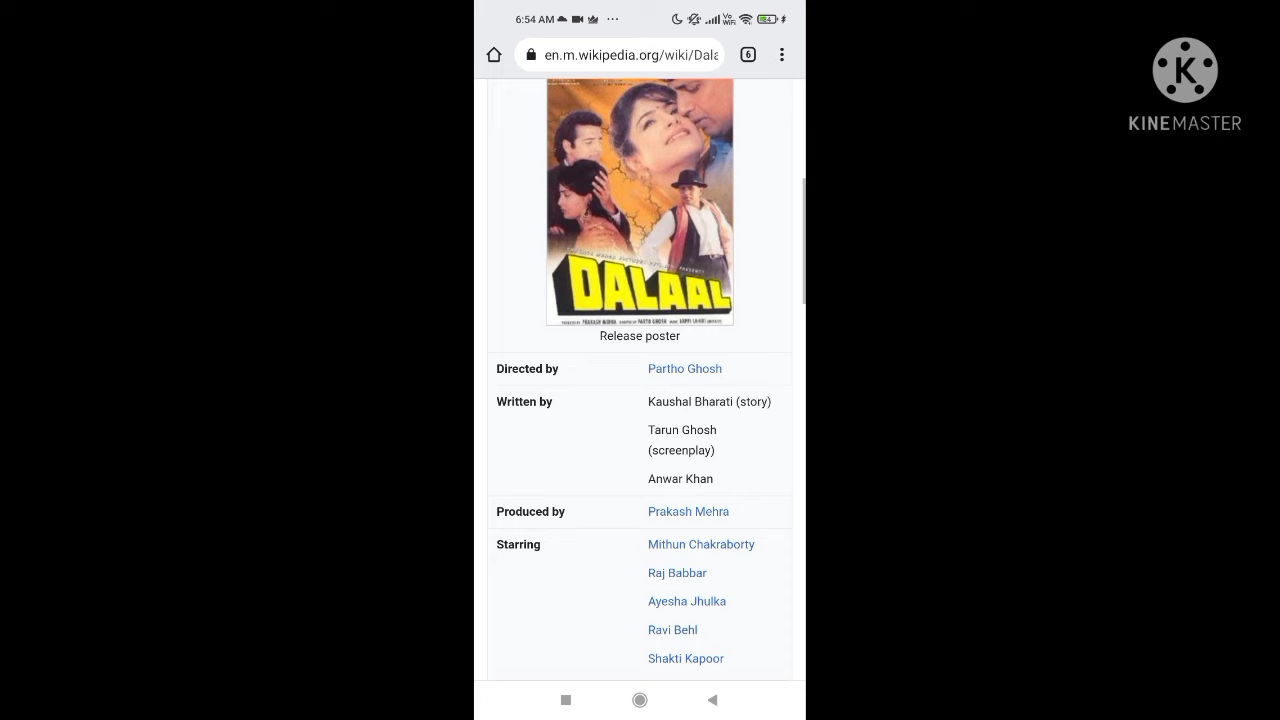 6:54 AM
en.m.wikipedia.org/wiki/Dala
6
KINEMASTER
DALAAL
Release poster
Directed by
Partho Ghosh
Written by
Kaushal Bharati (story)
Tarun Ghosh
(screenplay)
Anwar Khan
Produced by
Prakash Mehra
Starring
Mithun Chakraborty
Raj Babbar
Ayesha Jhulka
Ravi Behl
Shakti Kapoor